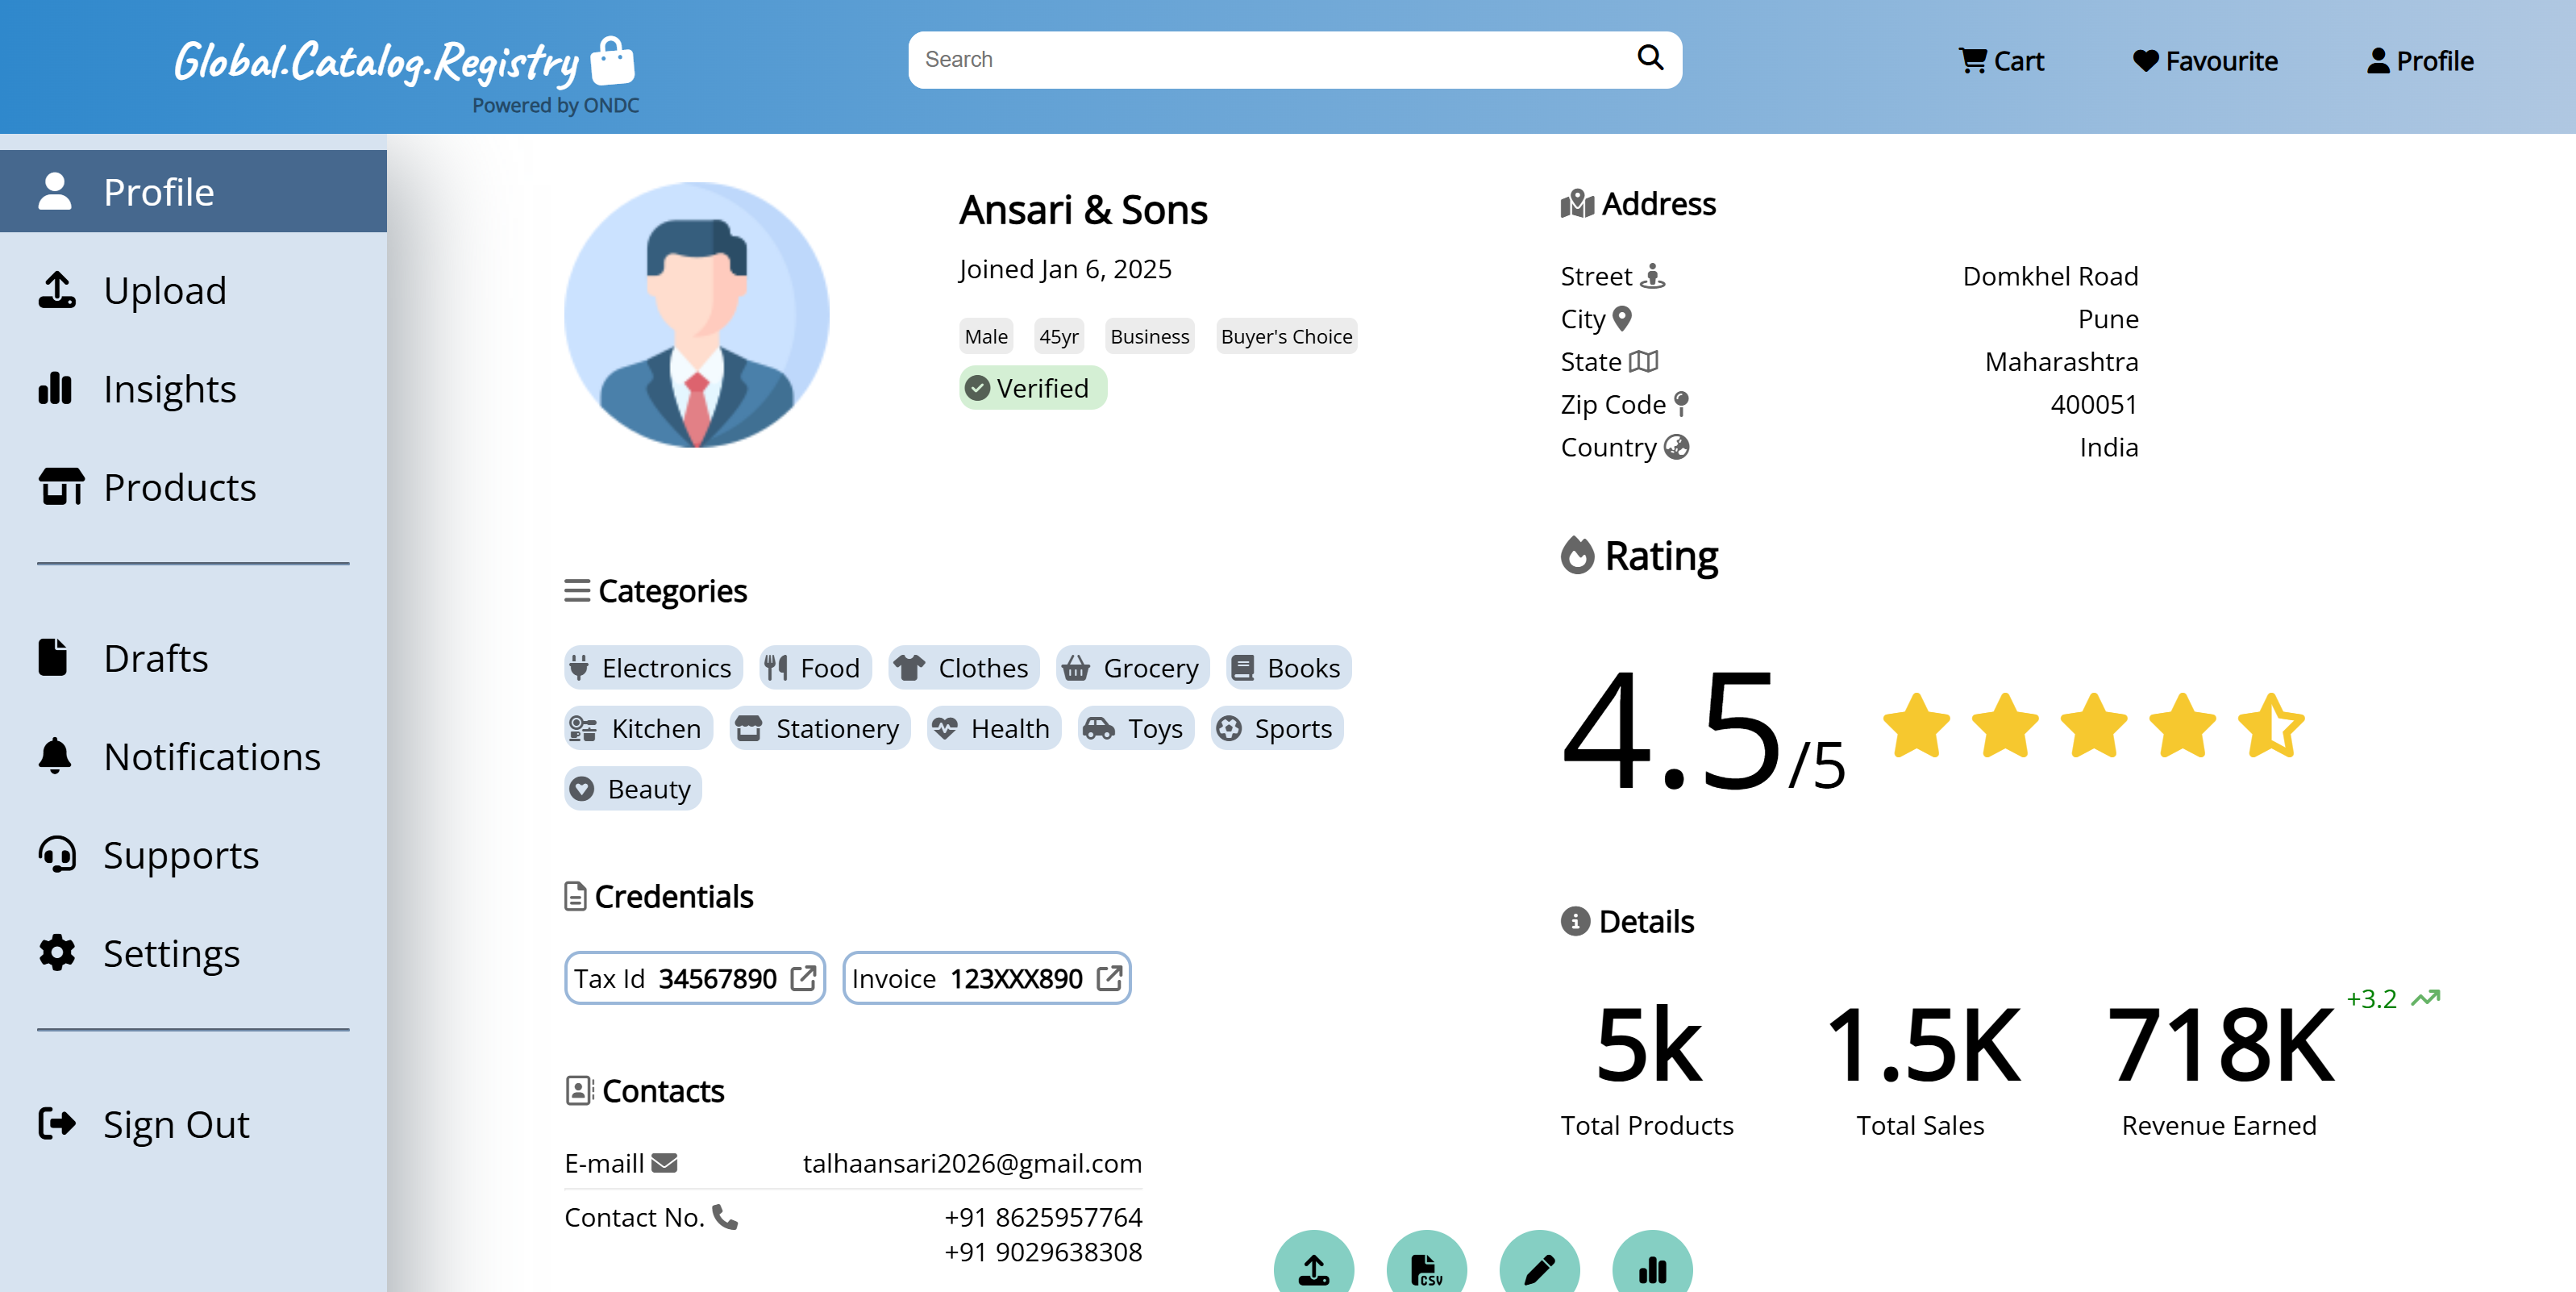 Global.Catalog.Registry
Powered by ONDC
Search
Cart
Favourite
Profile
Profile
Upload
Insights
Products
Drafts
Notifications
Supports
Settings
Sign Out
Ansari & Sons
Joined Jan 6, 2025
Male 45yr Business Buyer's Choice
Verified
Categories
Electronics Food Clothes Grocery Books
Kitchen Stationery Health Toys Sports
Beauty
Credentials
Tax Id 34567890 Invoice 123XXX890
Contacts
E-maill talhaansari2026@gmail.com
Contact No. +91 8625957764
+91 9029638308
Address
Street Domkhel Road
City Pune
State Maharashtra
Zip Code 400051
Country India
Rating
4.5/5
Details
5k 1.5K 718K +3.2
Total Products Total Sales Revenue Earned
CSV